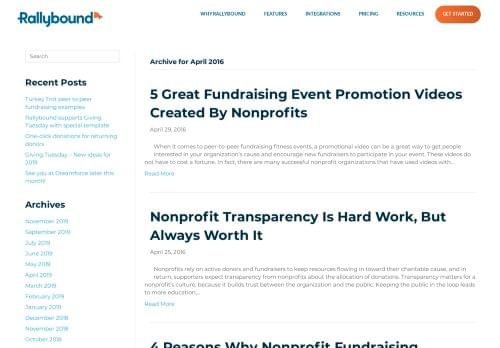 Rallybound
WHY RALLYBOUND
FEATURES
INTEGRATIONS
PRICING
RESOURCES
GET STARTED
Search
Recent Posts
Turkey Trot peer to peer
fundraising examples
Rallybound supports Giving
Tuesday with special template
One-click donations for returning
donors
Giving Tuesday – New ideas for
2019
See you at Dreamforce later this
month!
Archives
November 2019
September 2019
July 2019
June 2019
May 2019
April 2019
March 2019
February 2019
January 2019
December 2018
November 2018
October 2018
Archive for April 2016
5 Great Fundraising Event Promotion Videos
Created By Nonprofits
April 29, 2016
When it comes to peer-to-peer fundraising fitness events, a promotional video can be a great way to get people
interested in your organization's cause and encourage new fundraisers to participate in your event. These videos do
not have to cost a fortune. In fact, there are many successful nonprofit organizations that have used videos with...
Read More
Nonprofit Transparency Is Hard Work, But
Always Worth It
April 25, 2016
Nonprofits rely on active donors and fundraisers to keep resources flowing in toward their charitable cause, and in
return, supporters expect transparency from nonprofits about the allocation of donations. Transparency matters for a
nonprofit's culture, because it builds trust between the organization and the public. Keeping the public in the loop leads
to more education,...
Read More
4 Reasons Why Nonprofit Fundraising